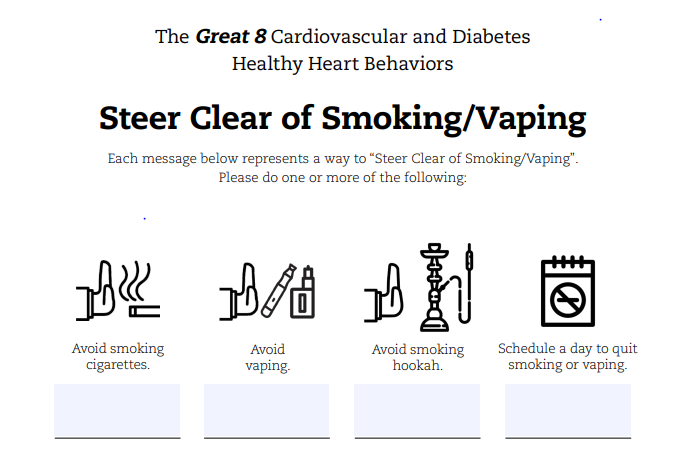 The Great 8 Cardiovascular and Diabetes
Healthy Heart Behaviors
Steer Clear of Smoking/Vaping
Each message below represents a way to “Steer Clear of Smoking/Vaping”.
Please do one or more of the following:
Avoid smoking
cigarettes.
Avoid
vaping.
Avoid smoking
hookah.
Schedule a day to quit
smoking or vaping.